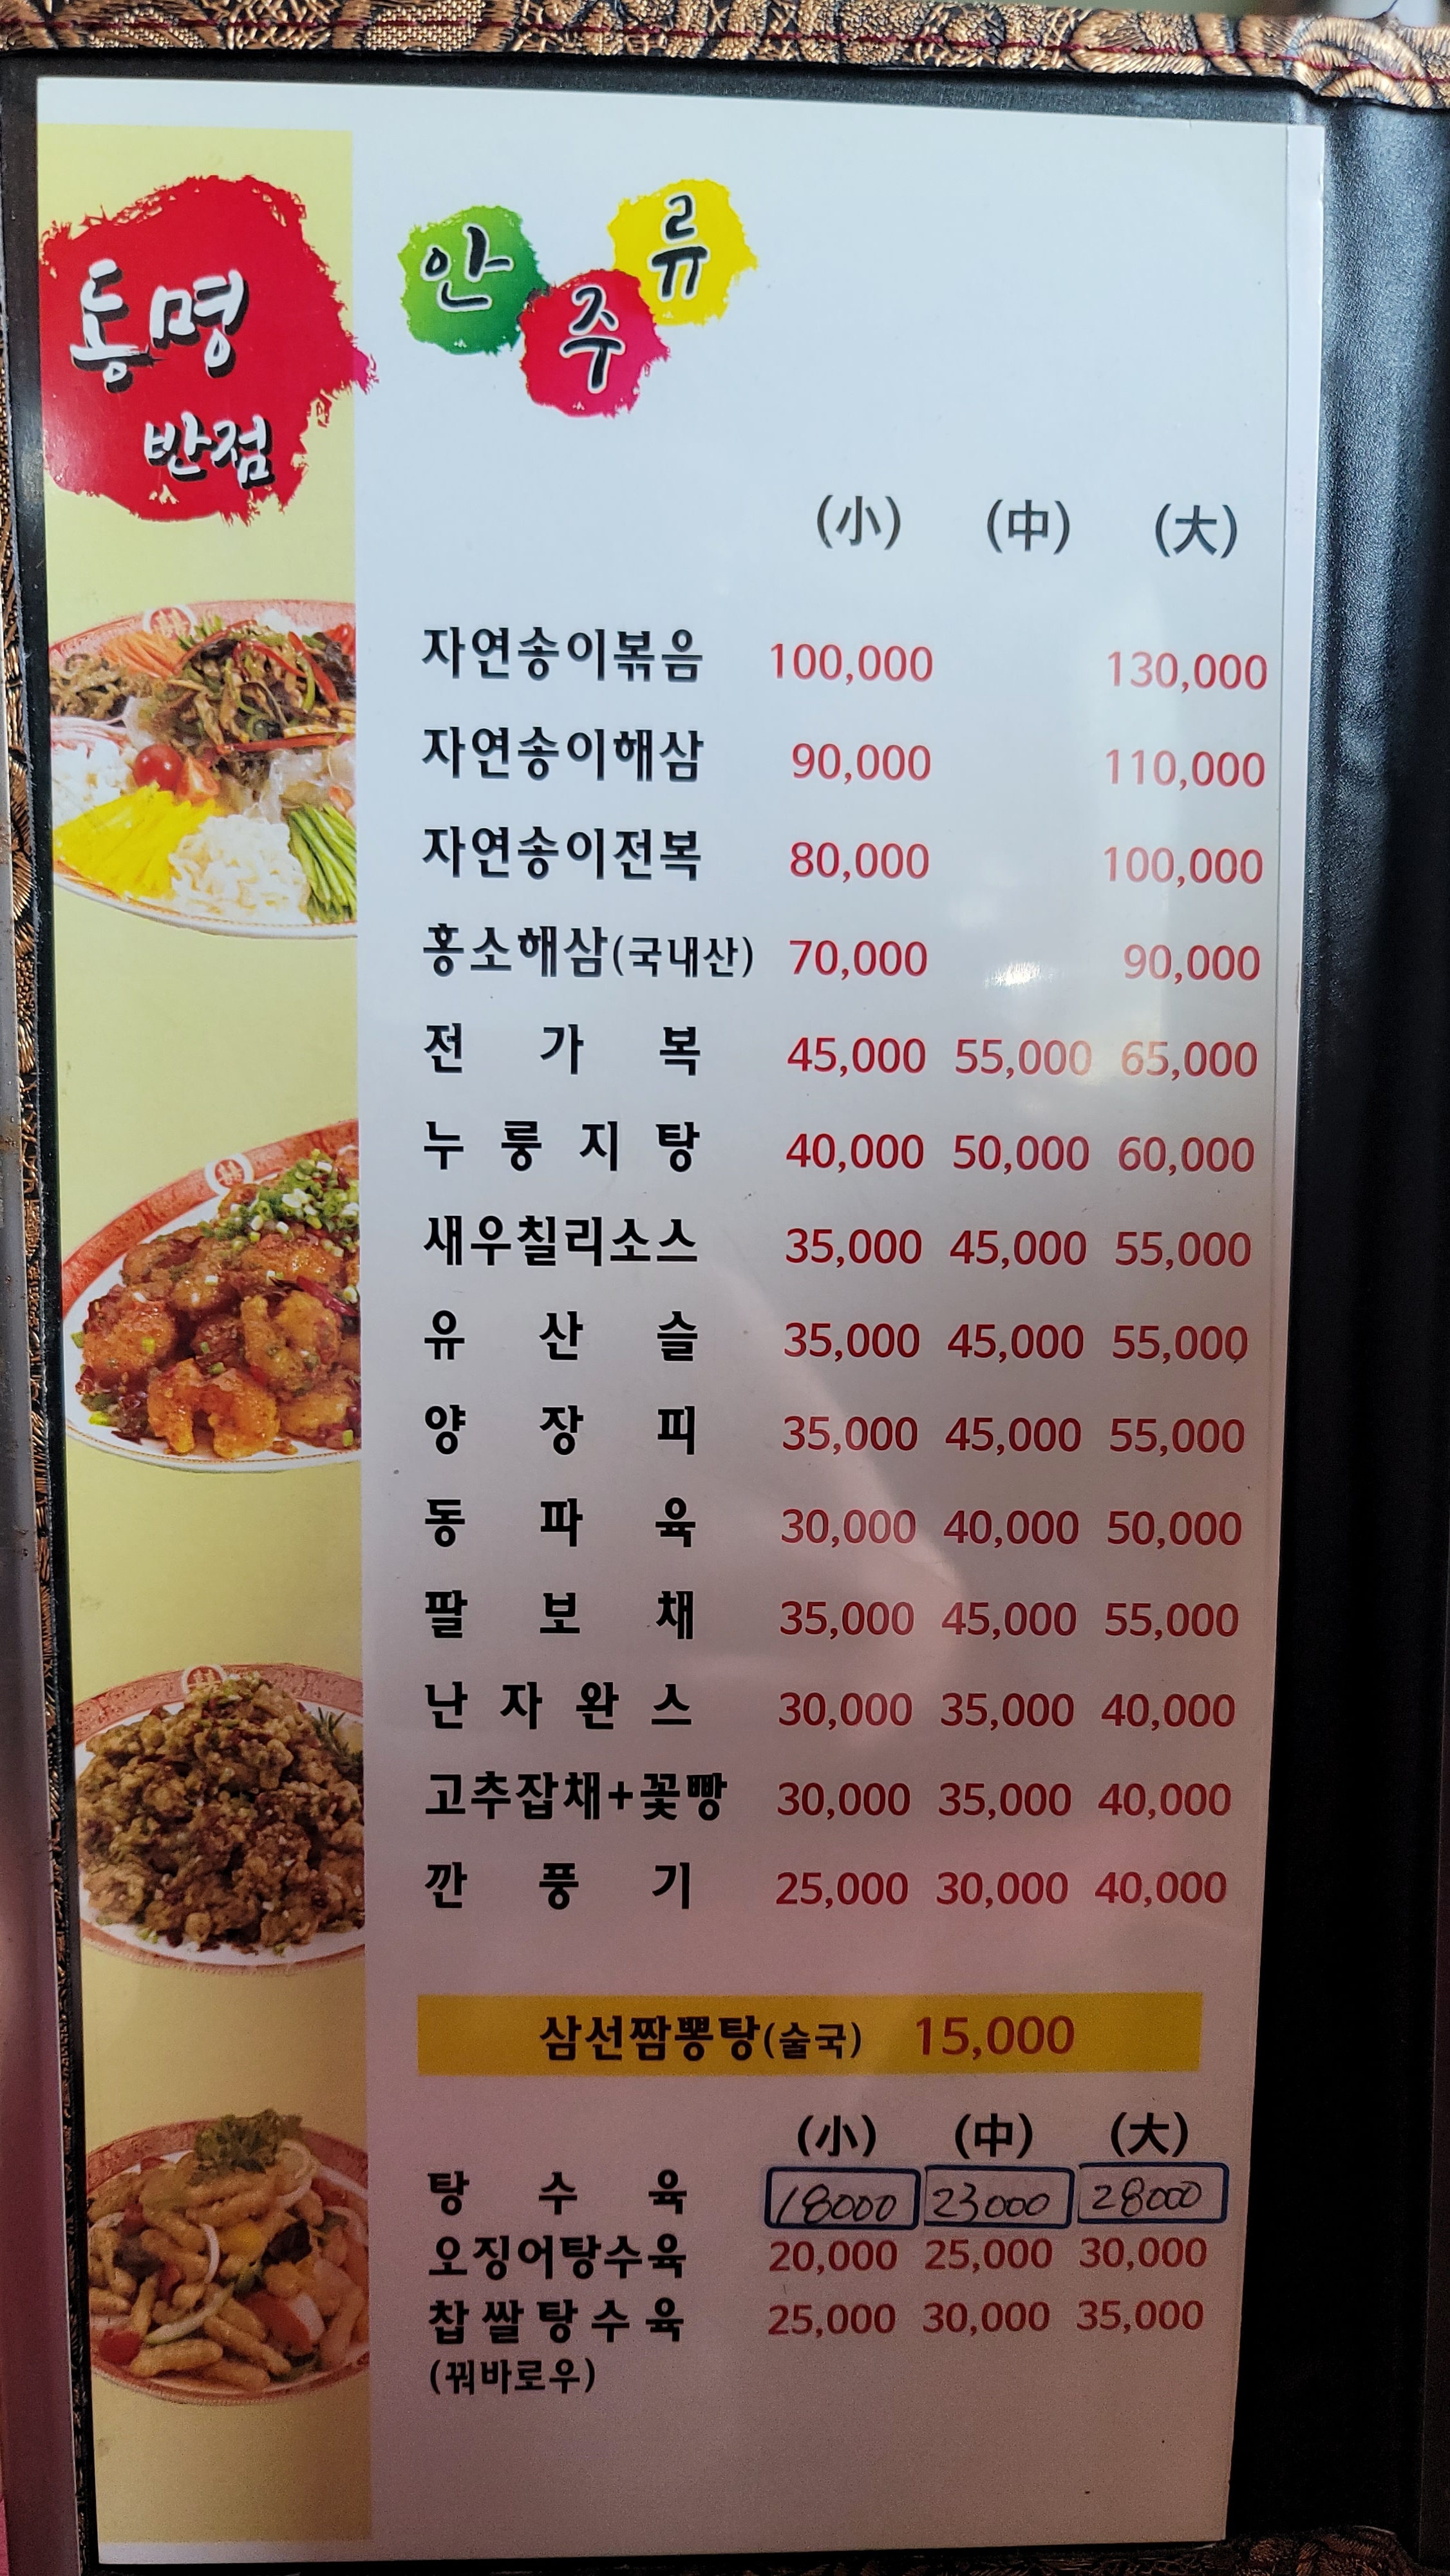 통명
반점
안주류
(小) (中) (大)
자연송이볶음 100,000 130,000
자연송이해삼 90,000 110,000
자연송이전복 80,000 100,000
홍소해삼(국내산) 70,000 90,000
전가복 45,000 55,000 65,000
누룽지탕 40,000 50,000 60,000
새우칠리소스 35,000 45,000 55,000
유산슬 35,000 45,000 55,000
양장피 35,000 45,000 55,000
동파육 30,000 40,000 50,000
팔보채 35,000 45,000 55,000
난자완스 30,000 35,000 40,000
고추잡채+꽃빵 30,000 35,000 40,000
깐풍기 25,000 30,000 40,000
삼선짬뽕탕(술국) 15,000
(小) (中) (大)
탕수육 18000 23000 28000
오징어탕수육 20,000 25,000 30,000
찹쌀탕수육 25,000 30,000 35,000
(꿔바로우)